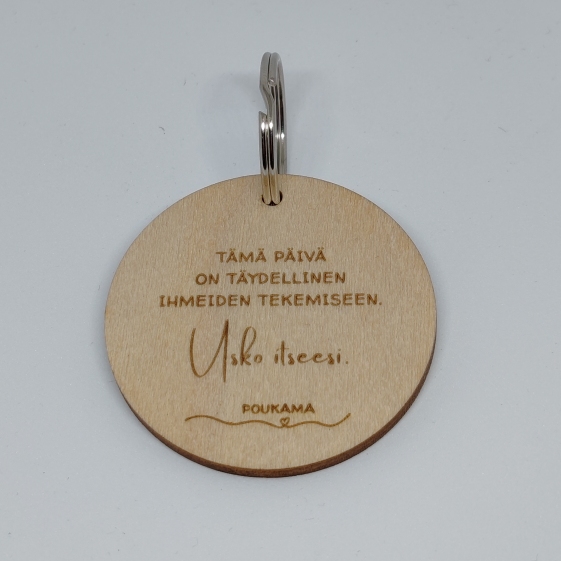 TÄMÄ PÄIVÄ
ON TÄYDELLINEN
IHMEIDEN TEKEMISEEN.
Usko itseesi.
POUKAMA